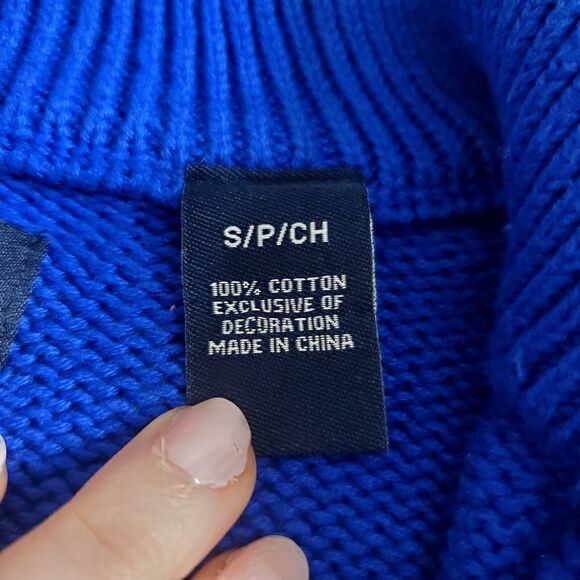 S/P/CH
100% COTTON
EXCLUSIVE OF
DECORATION
MADE IN CHINA